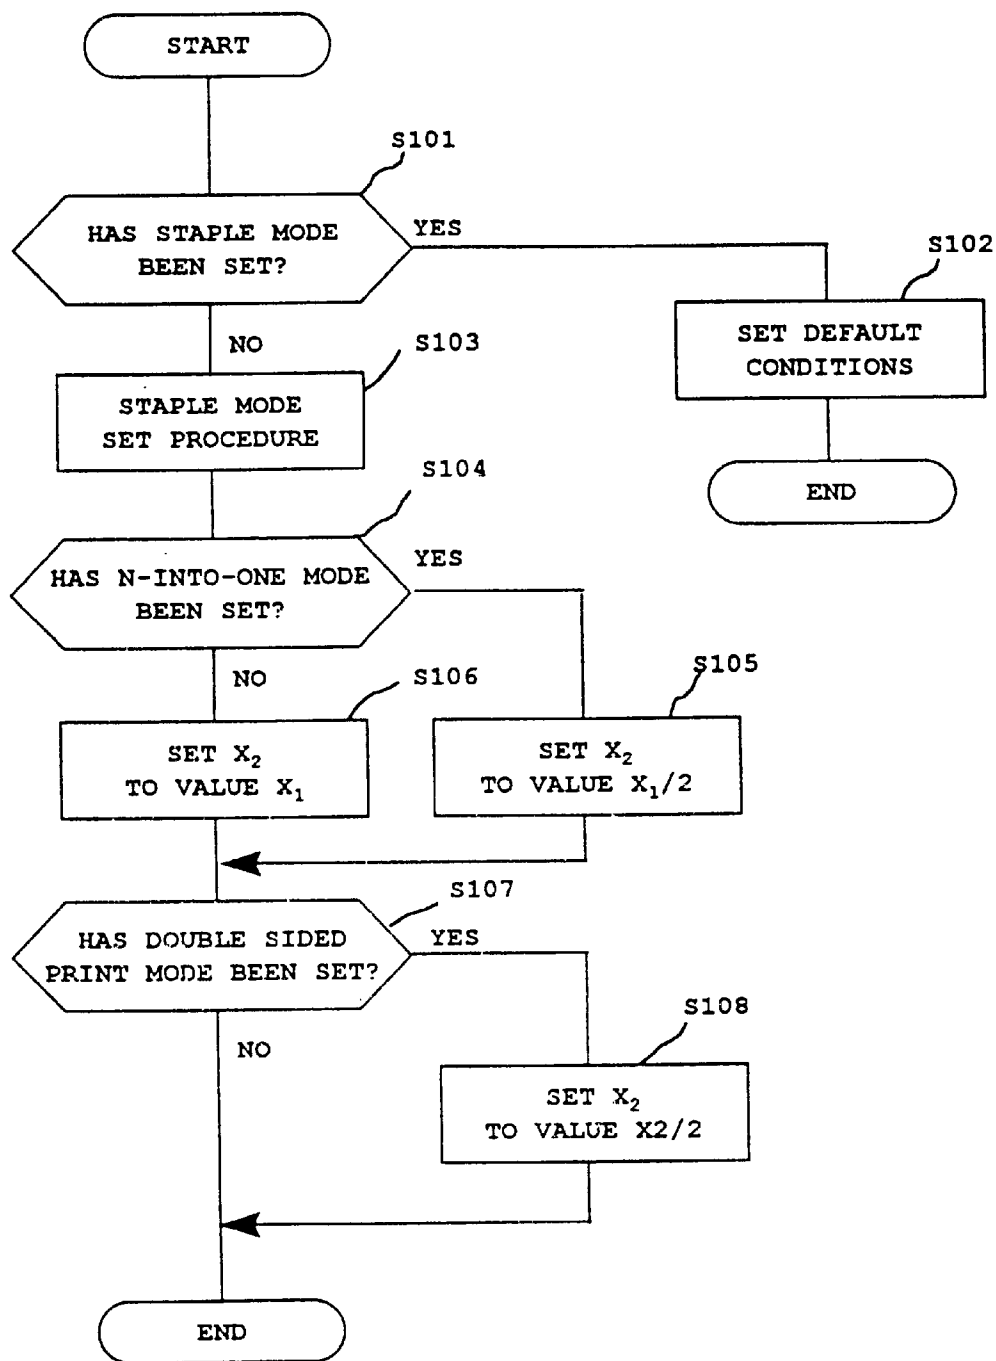 START
S101
HAS STAPLE MODE
BEEN SET?
YES
S102
SET DEFAULT
CONDITIONS
END
NO
S103
STAPLE MODE
SET PROCEDURE
S104
HAS N-INTO-ONE MODE
BEEN SET?
YES
S105
SET X₂
TO VALUE X₁/2
NO
S106
SET X₂
TO VALUE X₁
S107
HAS DOUBLE SIDED
PRINT MODE BEEN SET?
YES
S108
SET X₂
TO VALUE X2/2
NO
END